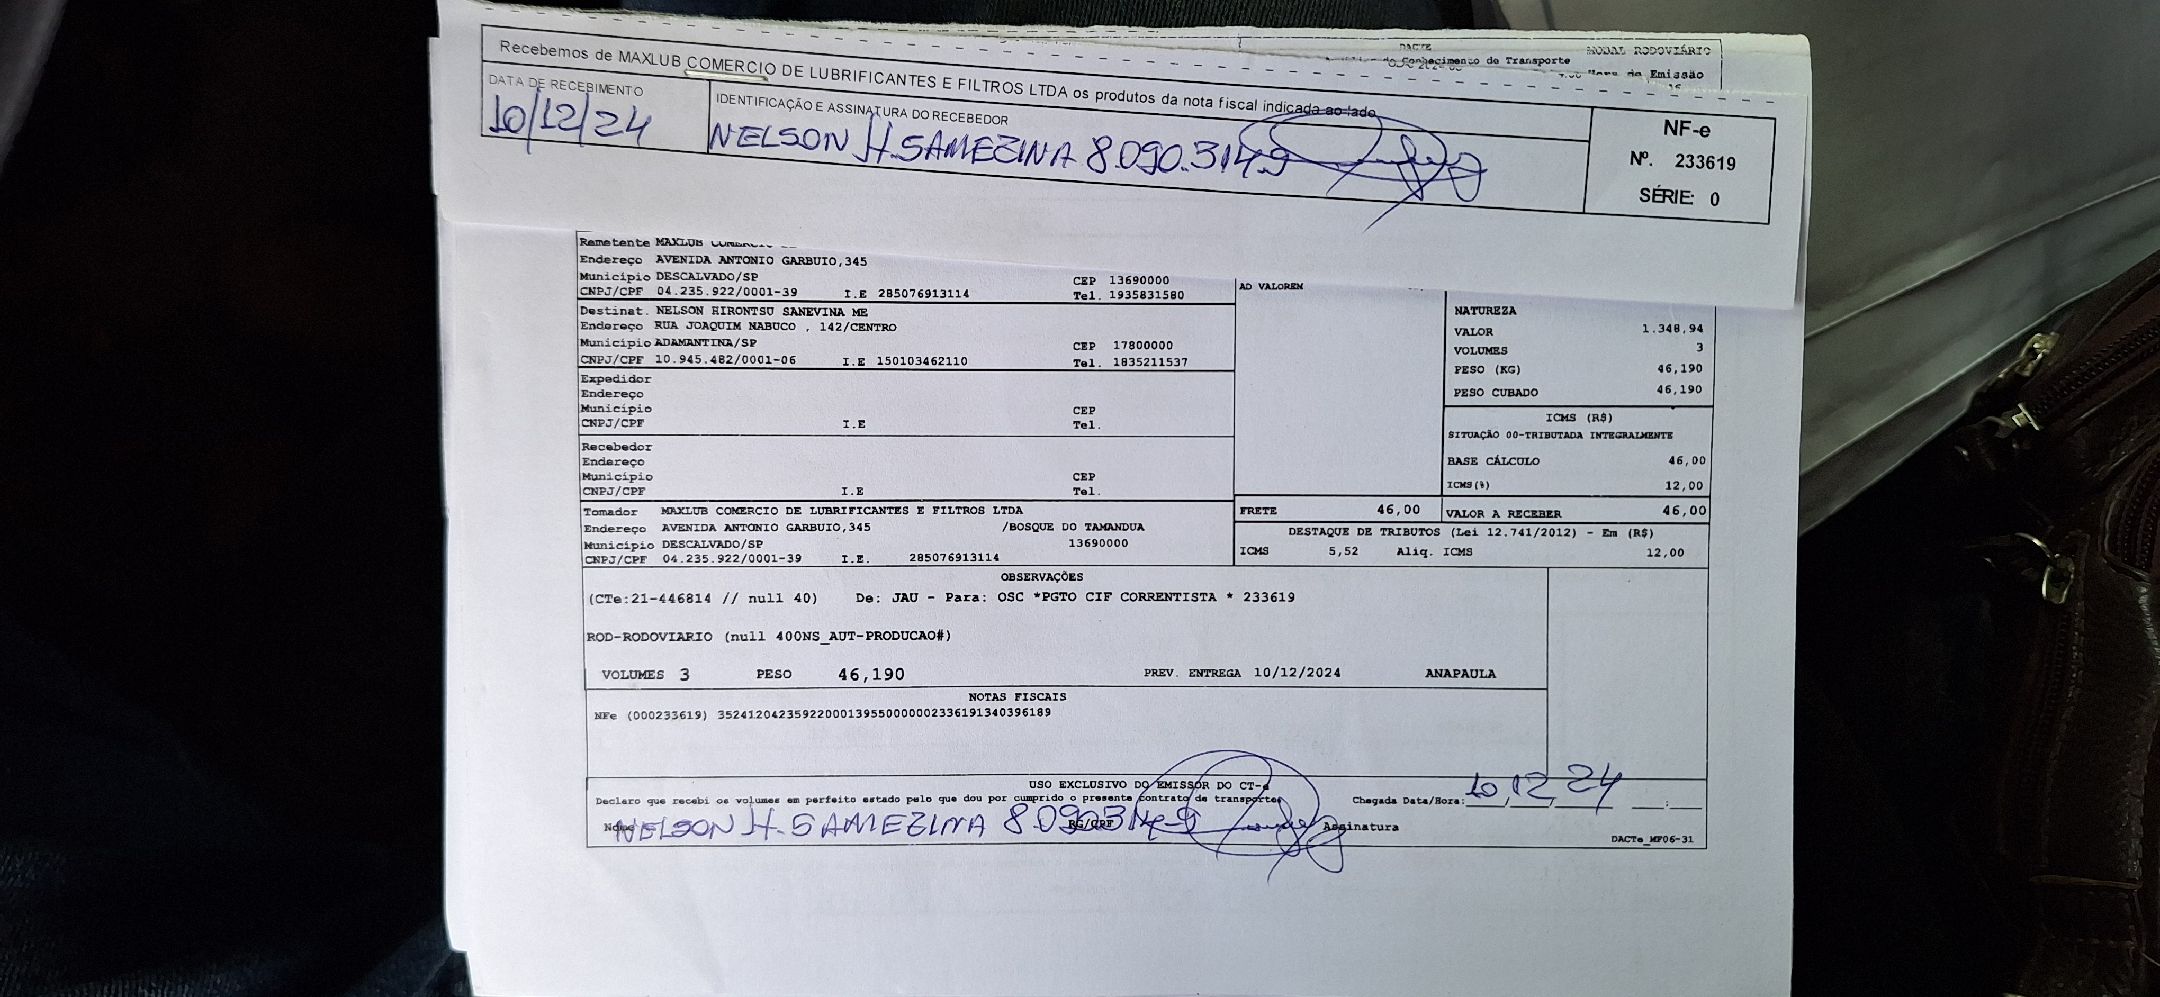 Recebemos de MAXLUB COMERCIO DE LUBRIFICANTES E FILTROS LTDA os produtos da nota fiscal indicada ao lado
DATA DE RECEBIMENTO
10/12/24
IDENTIFICAÇÃO E ASSINATURA DO RECEBEDOR
NELSON H. SAMEZINA 8.090.314.9
NF-e
Nº. 233619
SÉRIE: 0
DACTE
MODAL RODOVIÁRIO
Conhecimento de Transporte
Emissão
Remetente MAXLUB COMERCIO
Endereço AVENIDA ANTONIO GARBUIO,345
Município DESCALVADO/SP CEP 13690000
CNPJ/CPF 04.235.922/0001-39 I.E 285076913114 Tel. 1935831580
Destinat. NELSON HIRONTSU SANEVINA ME
Endereço RUA JOAQUIM NABUCO , 142/CENTRO
Município ADAMANTINA/SP CEP 17800000
CNPJ/CPF 10.945.482/0001-06 I.E 150103462110 Tel. 1835211537
Expedidor
Endereço
Município CEP
CNPJ/CPF I.E Tel.
Recebedor
Endereço
Município CEP
CNPJ/CPF I.E Tel.
Tomador MAXLUB COMERCIO DE LUBRIFICANTES E FILTROS LTDA
Endereço AVENIDA ANTONIO GARBUIO,345 /BOSQUE DO TAMANDUA
Município DESCALVADO/SP 13690000
CNPJ/CPF 04.235.922/0001-39 I.E. 285076913114
AD VALOREN
NATUREZA
VALOR 1.348,94
VOLUMES 3
PESO (KG) 46,190
PESO CUBADO 46,190
ICMS (R$)
SITUAÇÃO 00-TRIBUTADA INTEGRALMENTE
BASE CÁLCULO 46,00
ICMS(%) 12,00
FRETE 46,00 VALOR A RECEBER 46,00
DESTAQUE DE TRIBUTOS (Lei 12.741/2012) - Em (R$)
ICMS 5,52 Aliq. ICMS 12,00
OBSERVAÇÕES
(CTe:21-446814 // null 40) De: JAU - Para: OSC *PGTO CIF CORRENTISTA * 233619
ROD-RODOVIARIO (null 400NS_AUT-PRODUCAO#)
VOLUMES 3 PESO 46,190 PREV. ENTREGA 10/12/2024 ANAPAULA
NOTAS FISCAIS
NFe (000233619) 35241204235922000139550000002336191340396189
USO EXCLUSIVO DO EMISSOR DO CT-e
Declaro que recebi os volumes em perfeito estado pelo que dou por cumprido o presente contrato de transporte
Chegada Data/Hora: 10/12/24 __:__
Nome NELSON H. SAMEZINA RG/CPF 8.090.314-9 Assinatura
DACTe_MF06-31